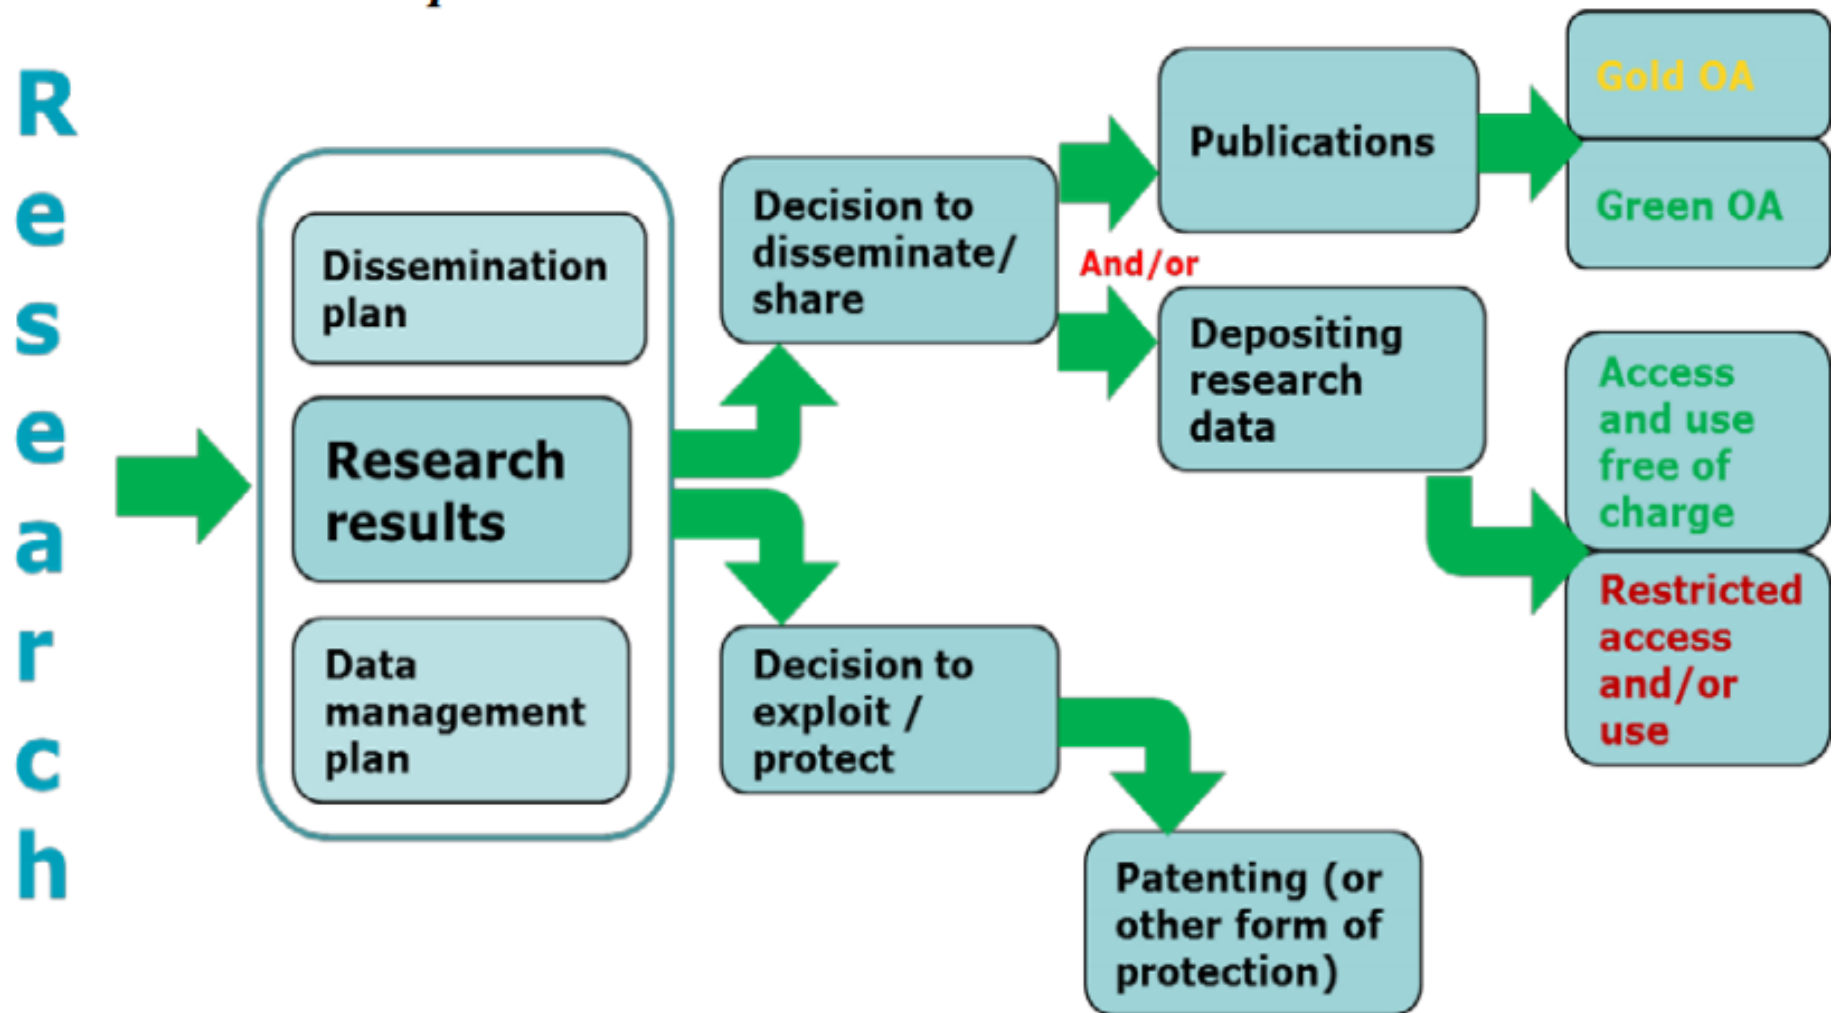 Research
Dissemination
plan
Research
results
Data
management
plan
Decision to
disseminate/
share
And/or
Decision to
exploit /
protect
Publications
Depositing
research
data
Patenting (or
other form of
protection)
Gold OA
Green OA
Access
and use
free of
charge
Restricted
access
and/or
use